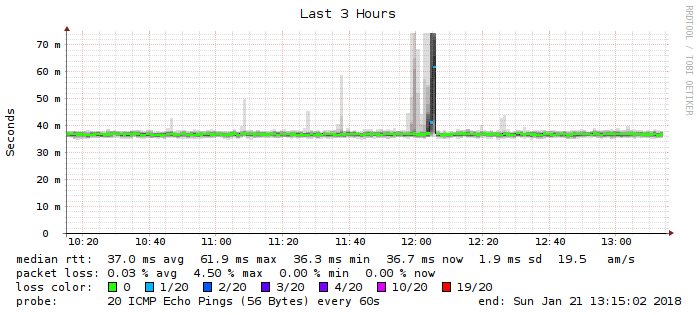 Last 3 Hours
RRDTOOL / TOBI OETIKER
Seconds
70 m
60 m
50 m
40 m
30 m
20 m
10 m
0
10:20 10:40 11:00 11:20 11:40 12:00 12:20 12:40 13:00
median rtt: 37.0 ms avg 61.9 ms max 36.3 ms min 36.7 ms now 1.9 ms sd 19.5 am/s
packet loss: 0.03 % avg 4.50 % max 0.00 % min 0.00 % now
loss color: 0 1/20 2/20 3/20 4/20 10/20 19/20
probe: 20 ICMP Echo Pings (56 Bytes) every 60s end: Sun Jan 21 13:15:02 2018